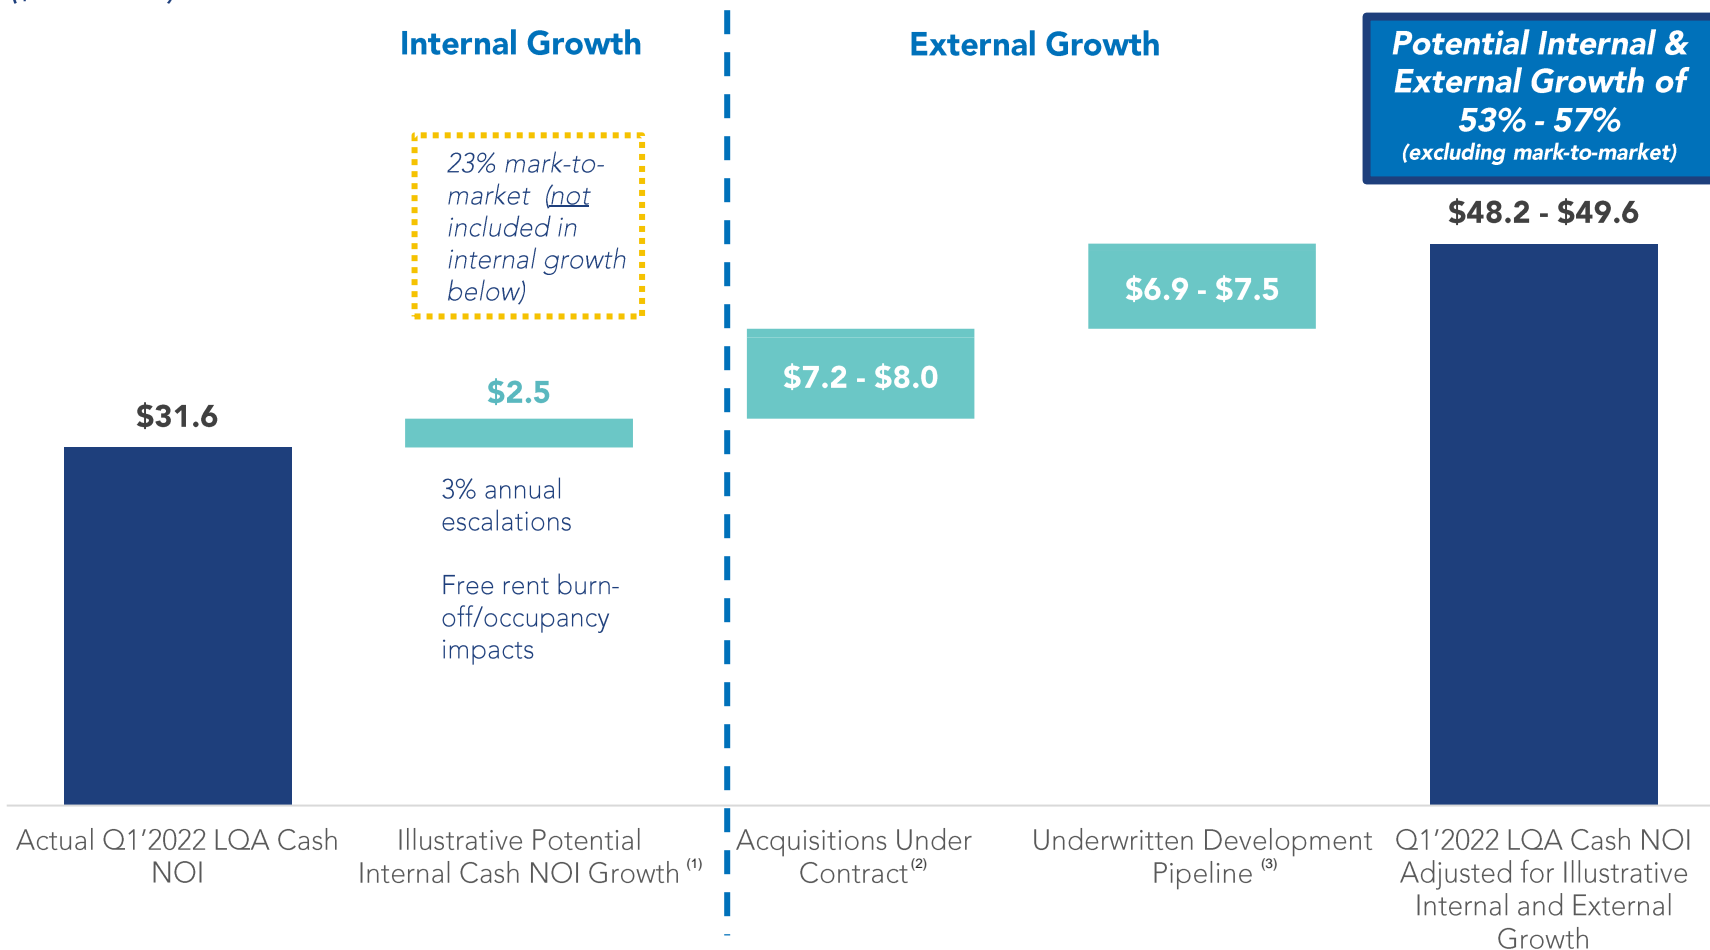 Internal Growth
External Growth
Potential Internal &
External Growth of
53% - 57%
(excluding mark-to-market)
23% mark-to-
market (not
included in
internal growth
below)
$48.2 - $49.6
$6.9 - $7.5
$7.2 - $8.0
$2.5
$31.6
3% annual
escalations
Free rent burn-
off/occupancy
impacts
Actual Q1'2022 LQA Cash
NOI
Illustrative Potential
Internal Cash NOI Growth (1)
Acquisitions Under
Contract(2)
Underwritten Development
Pipeline (3)
Q1'2022 LQA Cash NOI
Adjusted for Illustrative
Internal and External
Growth